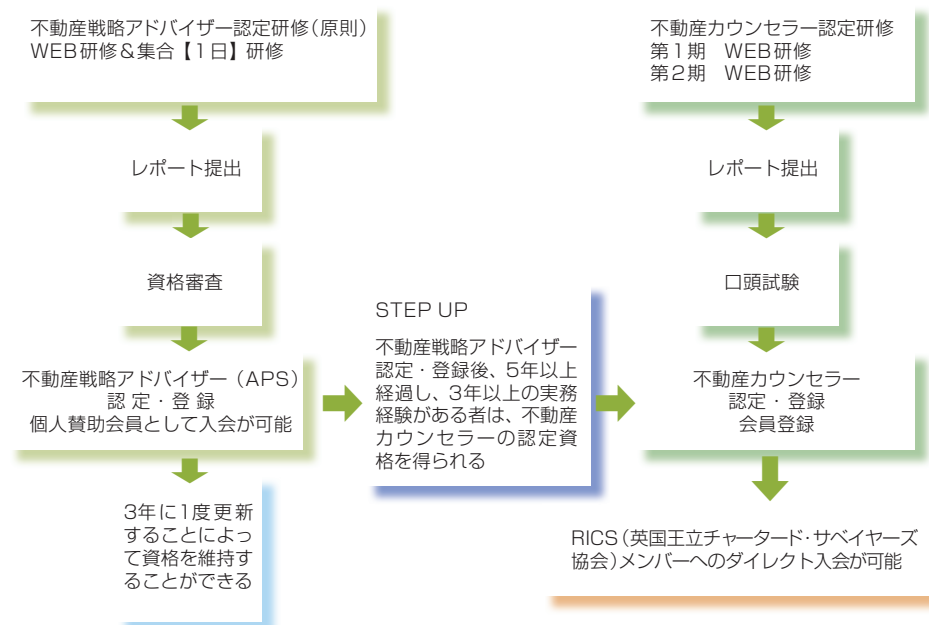 不動産戦略アドバイザー認定研修(原則)
WEB研修&集合【1日】研修
レポート提出
資格審査
不動産戦略アドバイザー(APS)
認 定・登 録
個人賛助会員として入会が可能
3年に1度更新
することによっ
て資格を維持す
ることができる
STEP UP
不動産戦略アドバイザー
認定・登録後、5年以上
経過し、3年以上の実務
経験がある者は、不動産
カウンセラーの認定資
格を得られる
不動産カウンセラー認定研修
第1期 WEB研修
第2期 WEB研修
レポート提出
口頭試験
不動産カウンセラー
認定・登録
会員登録
RICS(英国王立チャータード・サベイヤーズ
協会)メンバーへのダイレクト入会が可能